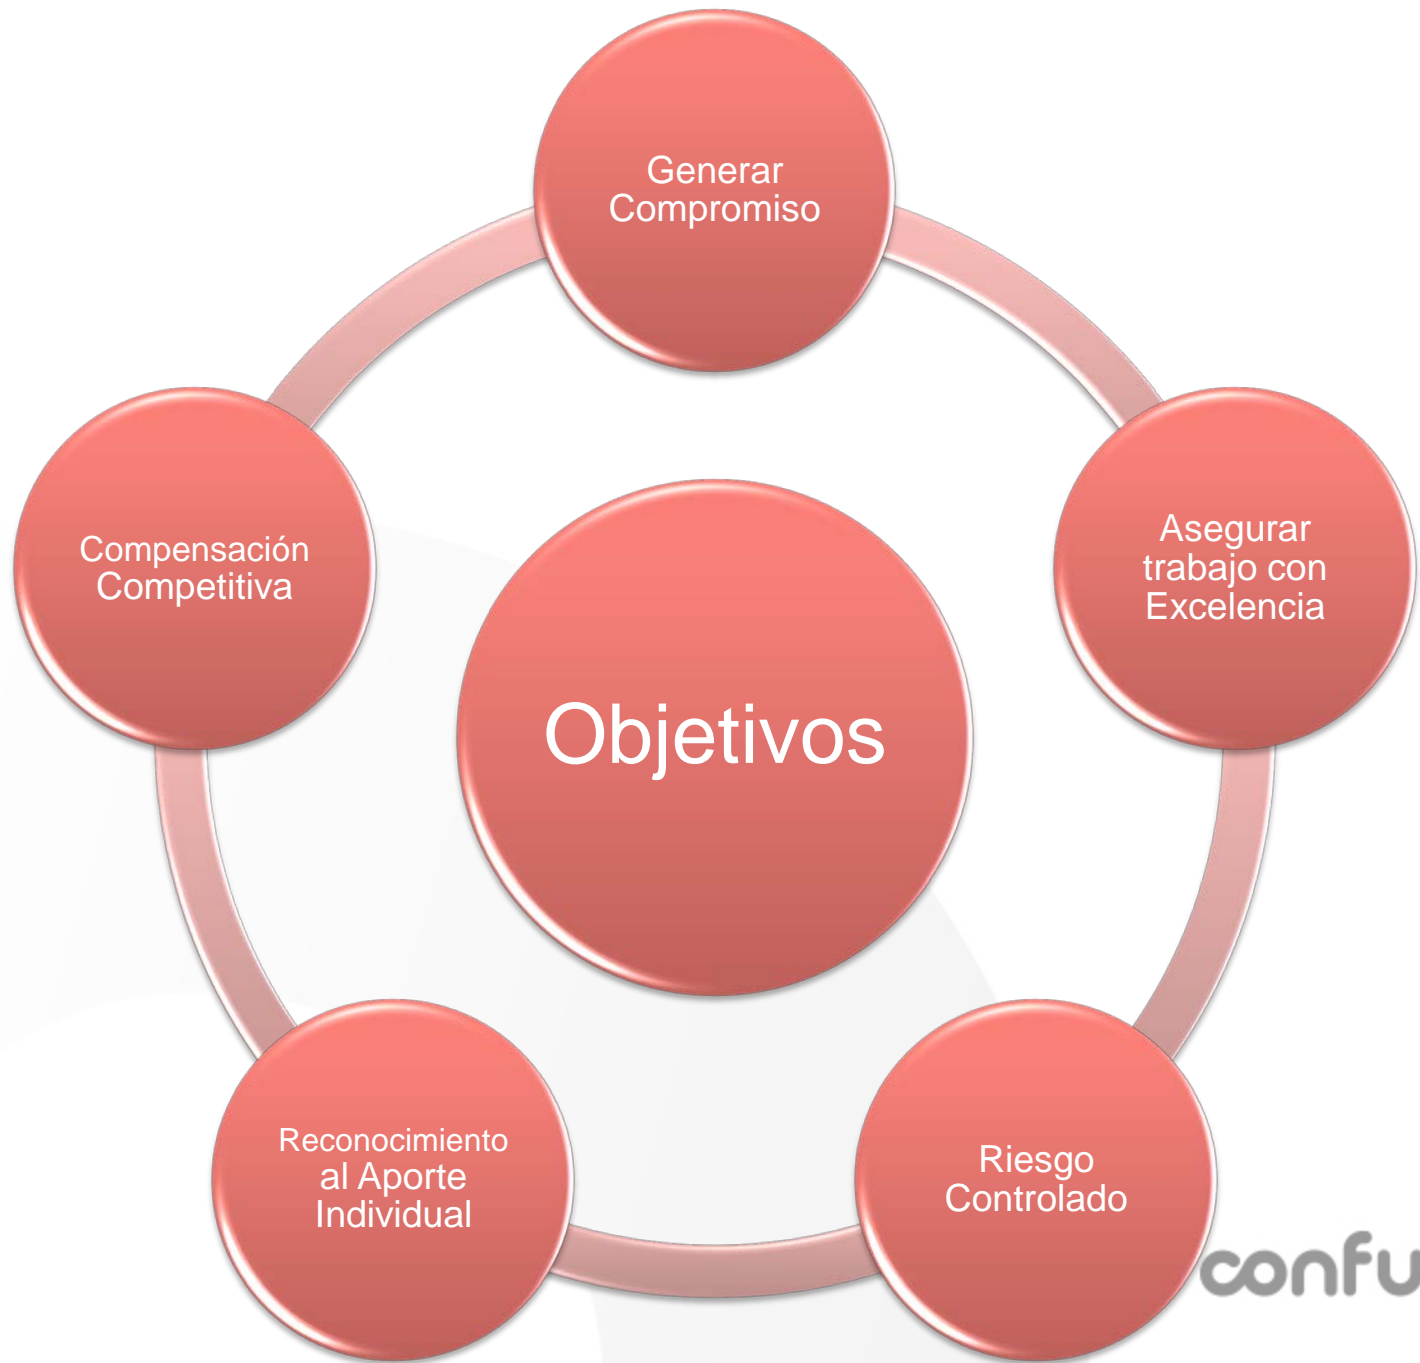 Generar
Compromiso
Compensación
Competitiva
Asegurar
trabajo con
Excelencia
Objetivos
Reconocimiento
al Aporte
Individual
Riesgo
Controlado
confu